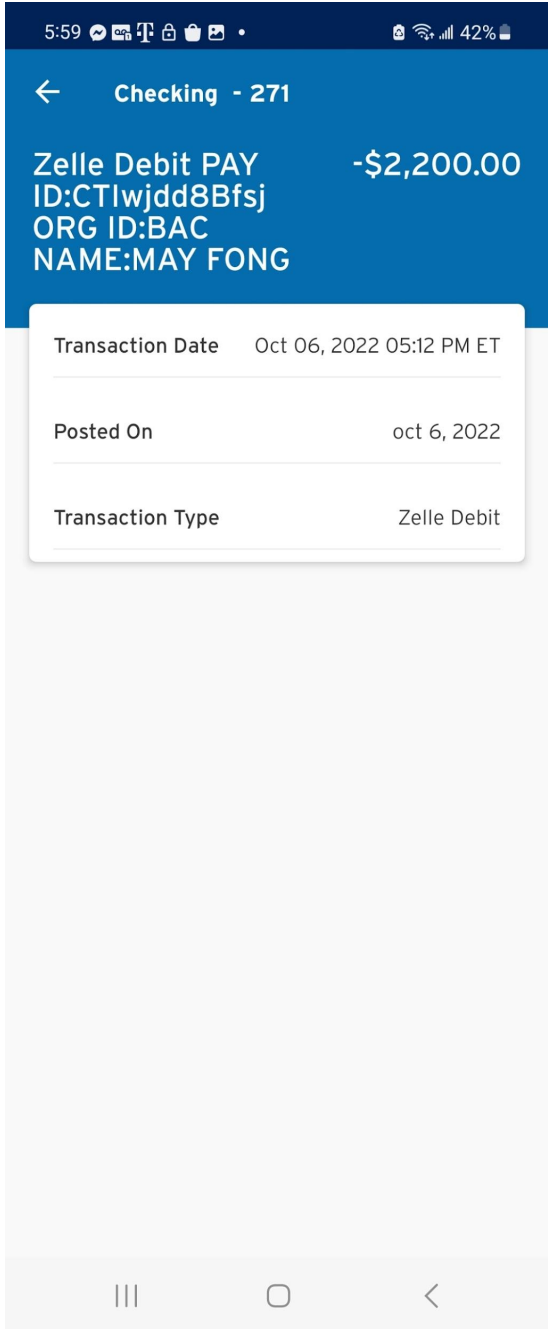 5:59 42%
Checking - 271
Zelle Debit PAY -$2,200.00
ID:CTIwjdd8Bfsj
ORG ID:BAC
NAME:MAY FONG
Transaction Date Oct 06, 2022 05:12 PM ET
Posted On oct 6, 2022
Transaction Type Zelle Debit